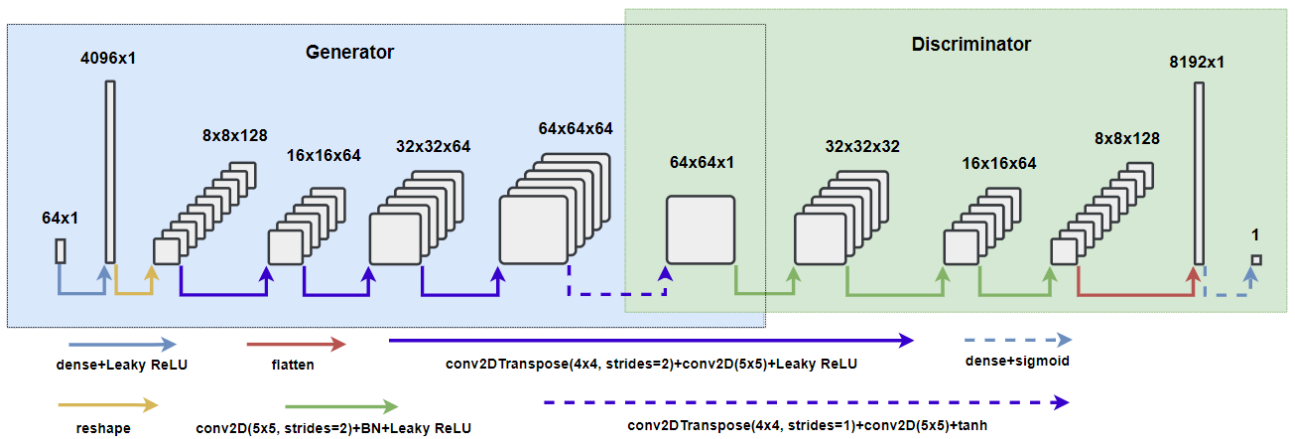 Generator
Discriminator
4096x1
8192x1
8x8x128
64x64x64
32x32x64
16x16x64
64x64x1
32x32x32
16x16x64
8x8x128
64x1
1
dense+Leaky ReLU
flatten
conv2DTranspose(4x4, strides=2)+conv2D(5x5)+Leaky ReLU
dense+sigmoid
reshape
conv2D(5x5, strides=2)+BN+Leaky ReLU
conv2DTranspose(4x4, strides=1)+conv2D(5x5)+tanh